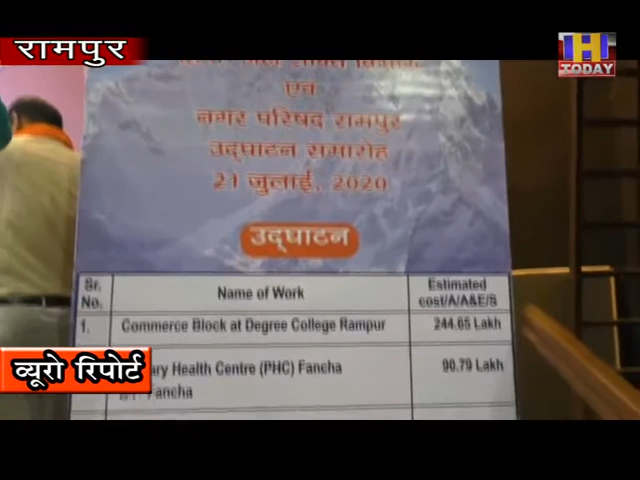 रामपुर
IH
TODAY
एवं
नगर परिषद रामपुर
उद्घाटन समारोह
21 जुलाई, 2020
उद्घाटन
Sr. No. Name of Work Estimated cost/A/A&E/S
1. Commerce Block at Degree College Rampur 244.65 Lakh
ary Health Centre (PHC) Fancha 90.79 Lakh
Fancha
ब्यूरो रिपोर्ट